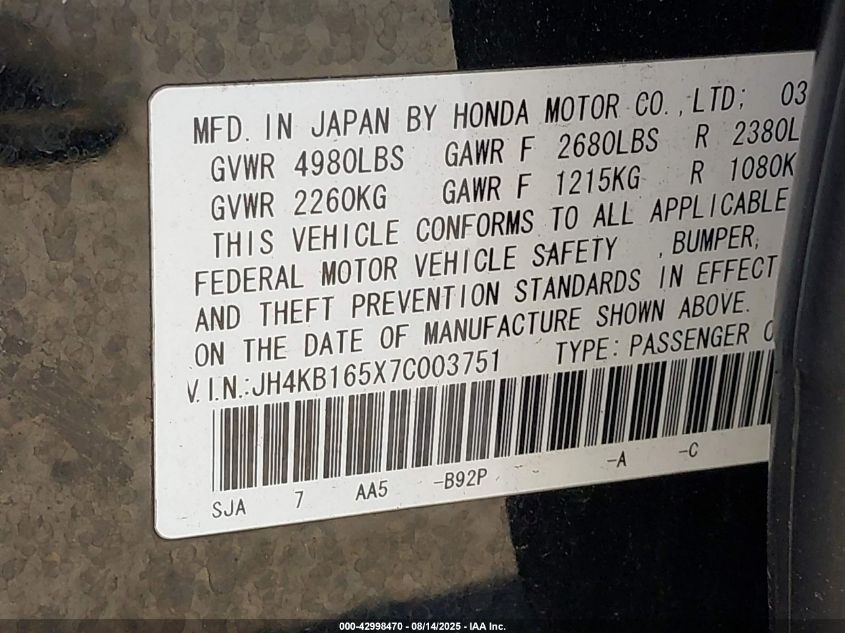 MFD. IN JAPAN BY HONDA MOTOR CO.,LTD; 03
GVWR 4980LBS GAWR F 2680LBS R 2380L
GVWR 2260KG GAWR F 1215KG R 1080K
THIS VEHICLE CONFORMS TO ALL APPLICABLE
FEDERAL MOTOR VEHICLE SAFETY , BUMPER,
AND THEFT PREVENTION STANDARDS IN EFFECT
ON THE DATE OF MANUFACTURE SHOWN ABOVE.
V.I.N.:JH4KB165X7C003751 TYPE: PASSENGER
SJA 7 AA5 -B92P -A -C
000-42998470 - 08/14/2025 - IAA Inc.